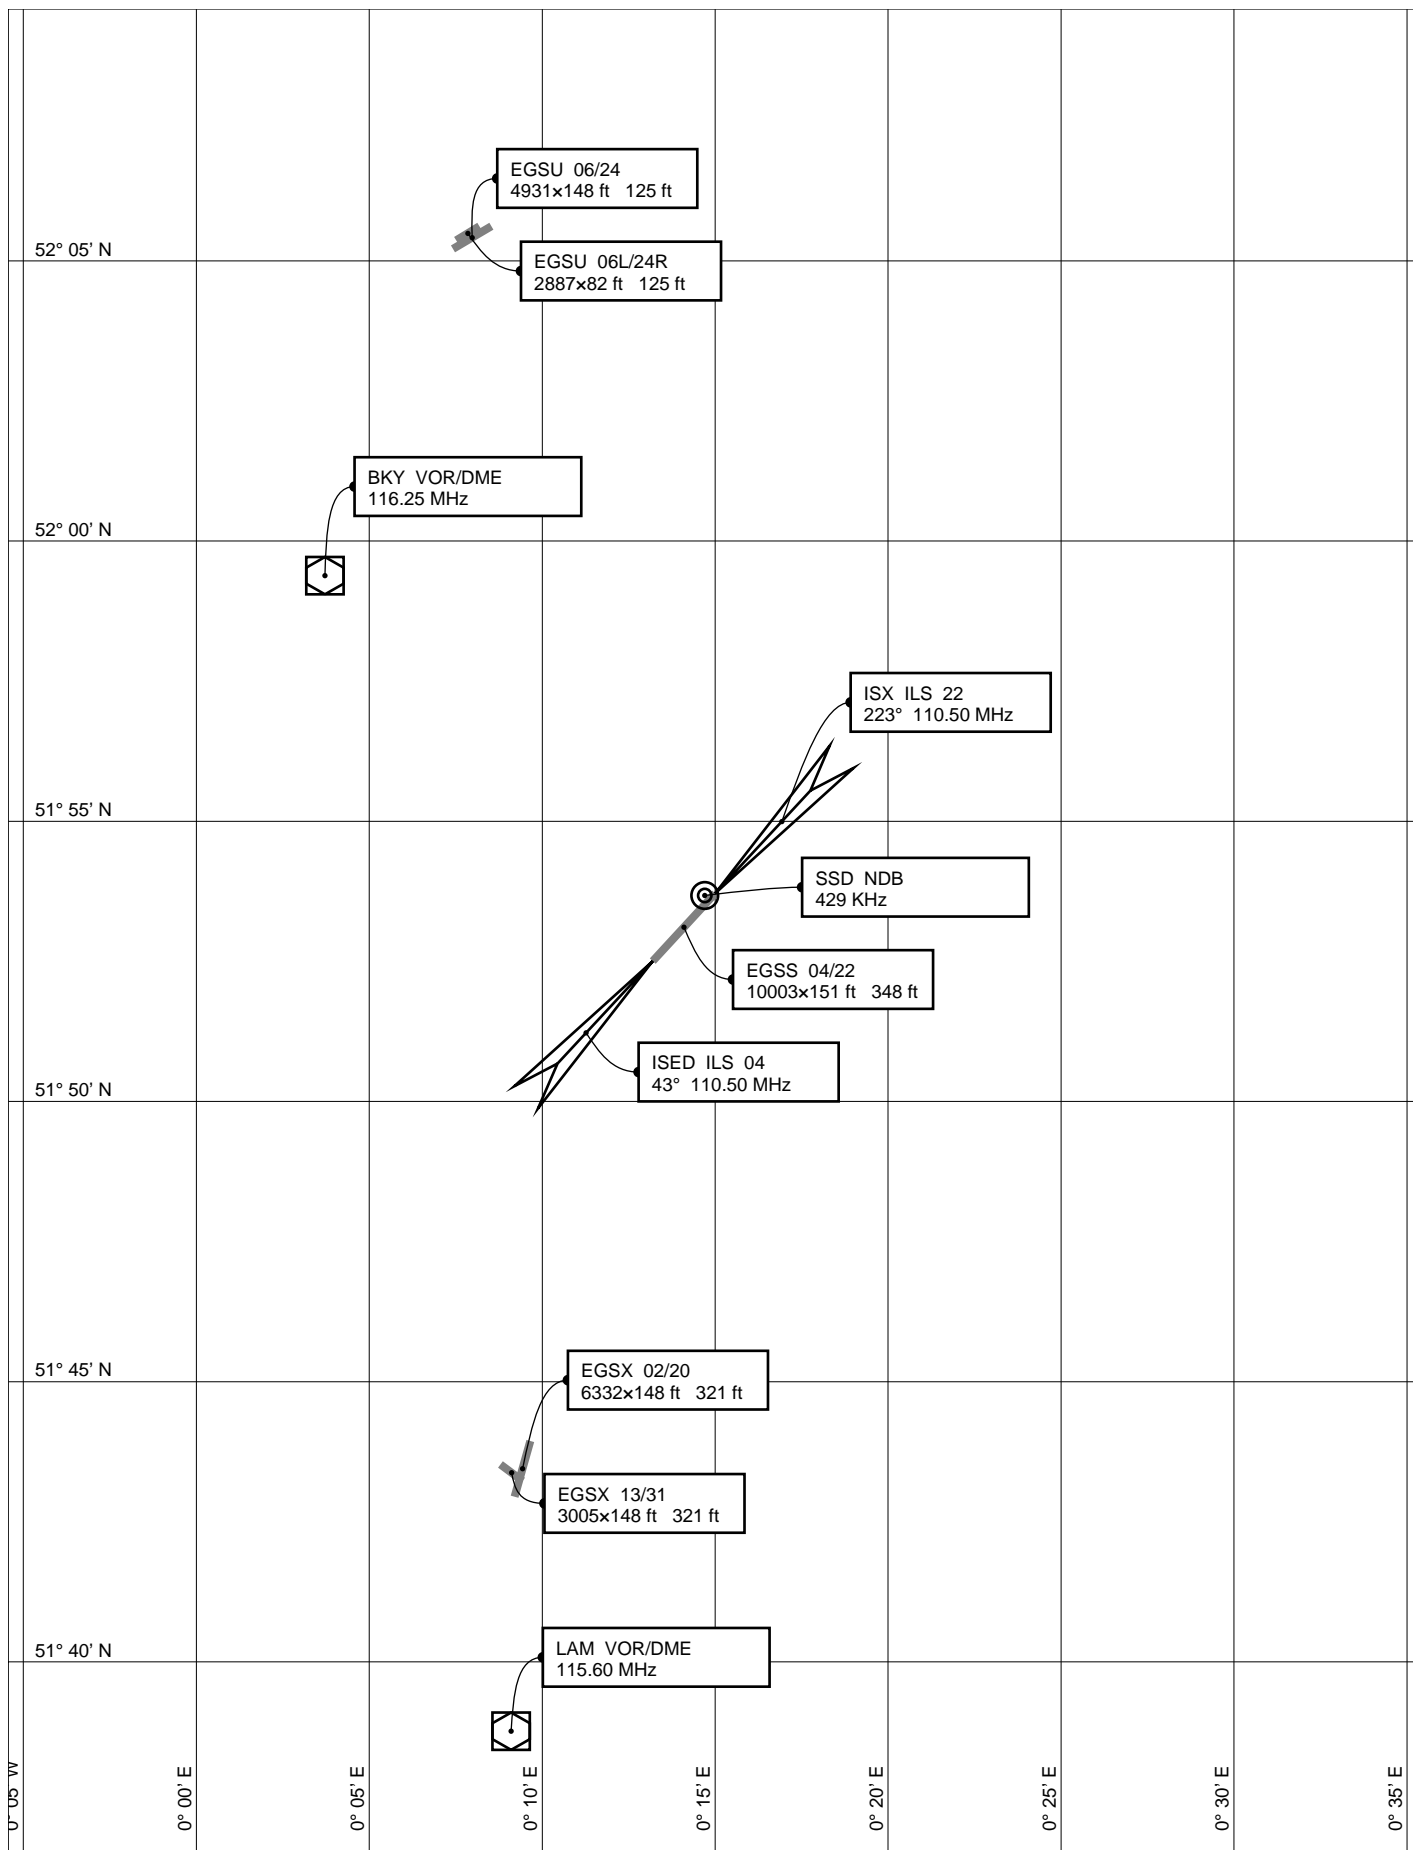 EGSU 06/24
4931×148 ft 125 ft
52° 05' N
EGSU 06L/24R
2887×82 ft 125 ft
BKY VOR/DME
116.25 MHz
52° 00' N
ISX ILS 22
223° 110.50 MHz
51° 55' N
SSD NDB
429 KHz
EGSS 04/22
10003×151 ft 348 ft
ISED ILS 04
43° 110.50 MHz
51° 50' N
51° 45' N
EGSX 02/20
6332×148 ft 321 ft
EGSX 13/31
3005×148 ft 321 ft
51° 40' N
LAM VOR/DME
115.60 MHz
0° 05' W
0° 00' E
0° 05' E
0° 10' E
0° 15' E
0° 20' E
0° 25' E
0° 30' E
0° 35' E